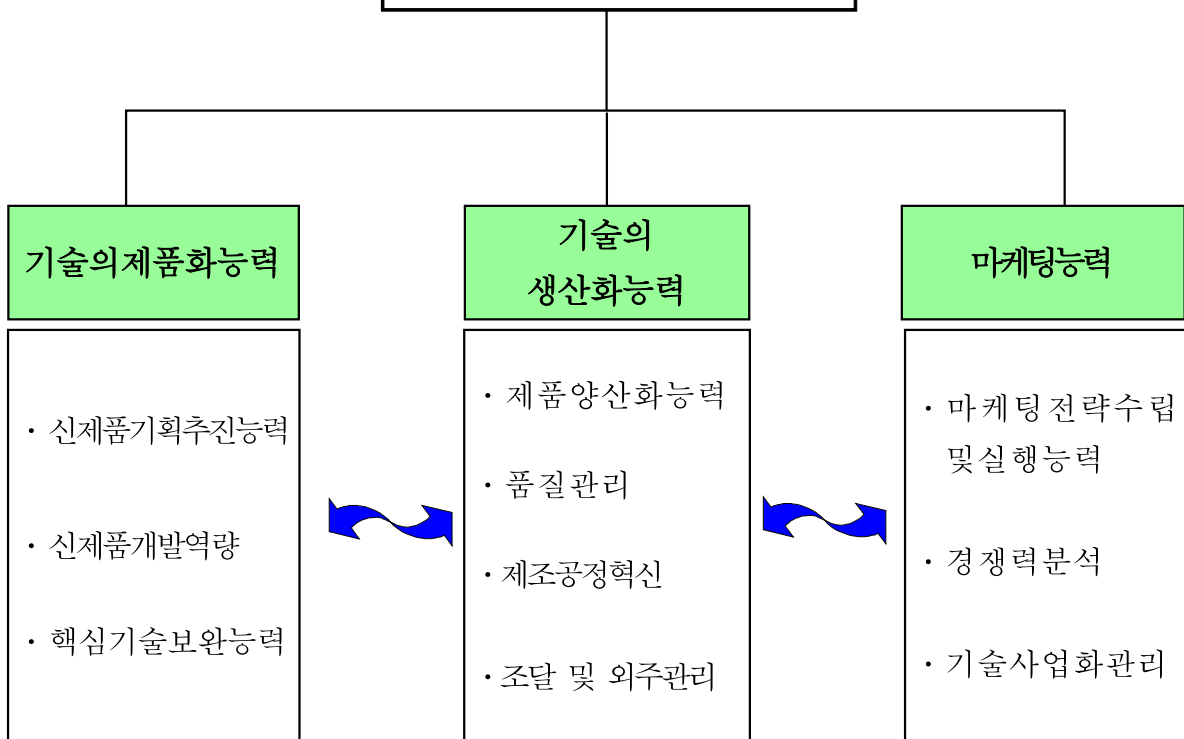 기술의제품화능력
· 신제품기획추진능력
· 신제품개발역량
· 핵심기술보완능력
기술의
생산화능력
· 제품양산화능력
· 품질관리
· 제조공정혁신
· 조달 및 외주관리
마케팅능력
· 마케팅전략수립
및실행능력
· 경쟁력분석
· 기술사업화관리